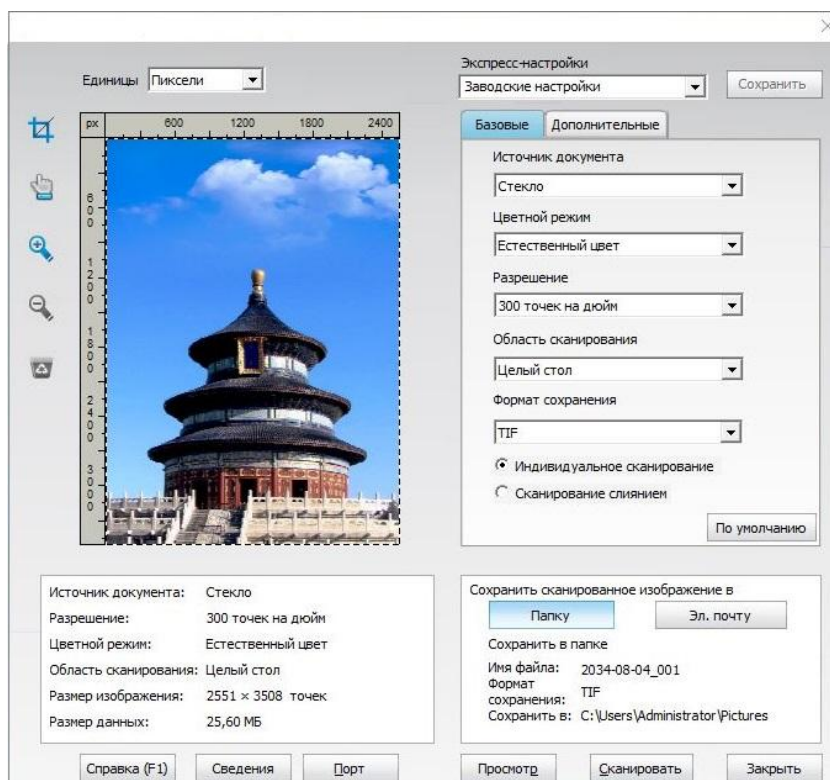 Экспресс-настройки
Единицы Пиксели
Заводские настройки
Сохранить
px 600 1200 1800 2400
600
1200
1800
2400
3000
Базовые Дополнительные
Источник документа
Стекло
Цветной режим
Естественный цвет
Разрешение
300 точек на дюйм
Область сканирования
Целый стол
Формат сохранения
TIF
Индивидуальное сканирование
Сканирование слиянием
По умолчанию
Источник документа: Стекло
Разрешение: 300 точек на дюйм
Цветной режим: Естественный цвет
Область сканирования: Целый стол
Размер изображения: 2551 × 3508 точек
Размер данных: 25,60 МБ
Сохранить сканированное изображение в
Папку Эл. почту
Сохранить в папке
Имя файла: 2034-08-04_001
Формат
сохранения: TIF
Сохранить в: C:\Users\Administrator\Pictures
Справка (F1) Сведения Порт Просмотр Сканировать Закрыть